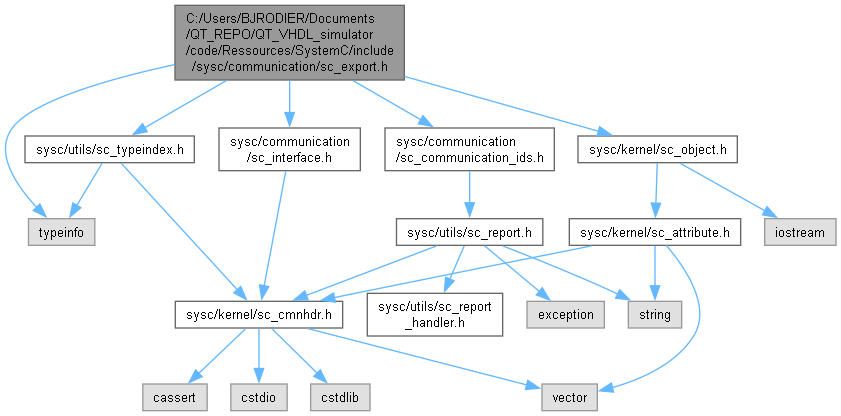 C:/Users/BJRODIER/Documents
/QT_REPO/QT_VHDL_simulator
/code/Ressources/SystemC/include
/sysc/communication/sc_export.h
sysc/utils/sc_typeindex.h
sysc/communication
/sc_interface.h
sysc/communication
/sc_communication_ids.h
sysc/kernel/sc_object.h
typeinfo
sysc/utils/sc_report.h
sysc/kernel/sc_attribute.h
iostream
sysc/kernel/sc_cmnhdr.h
sysc/utils/sc_report
_handler.h
exception
string
cassert
cstdio
cstdlib
vector